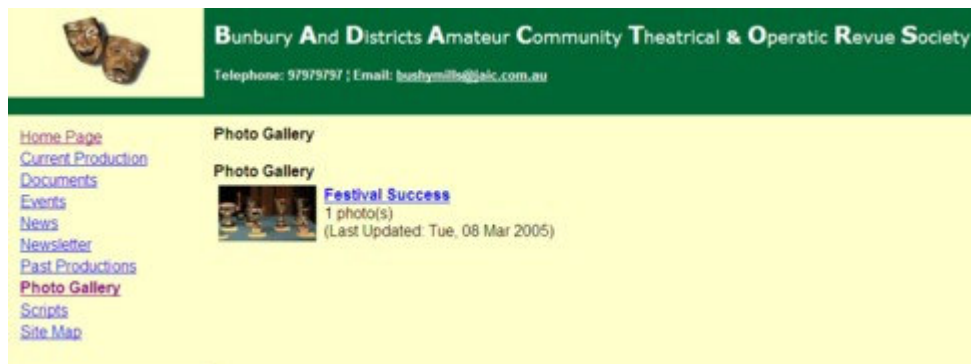 Bunbury And Districts Amateur Community Theatrical & Operatic Revue Society
Telephone: 97979797 ¦ Email: bushymills@jaic.com.au
Home Page
Current Production
Documents
Events
News
Newsletter
Past Productions
Photo Gallery
Scripts
Site Map
Photo Gallery
Photo Gallery
Festival Success
1 photo(s)
(Last Updated: Tue, 08 Mar 2005)